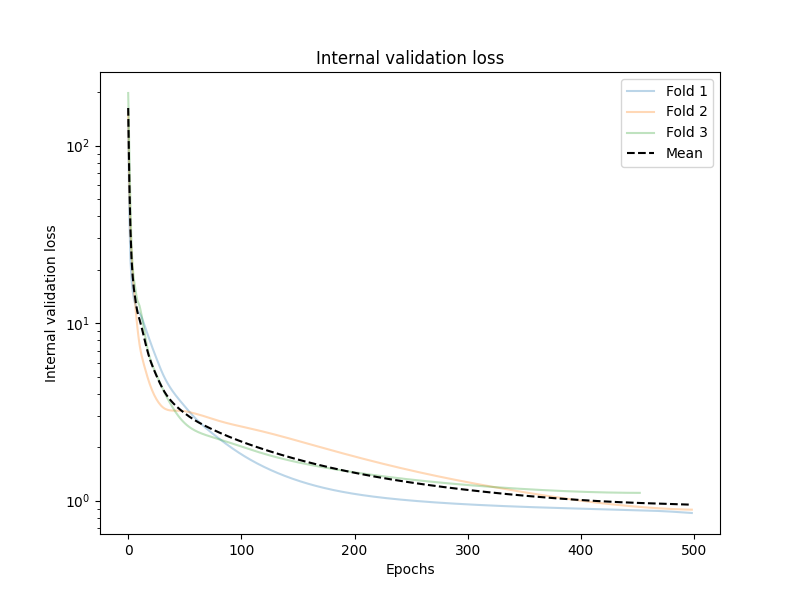 Internal validation loss
Fold 1
Fold 2
Fold 3
Mean
Internal validation loss
10²
10¹
10⁰
0 100 200 300 400 500
Epochs